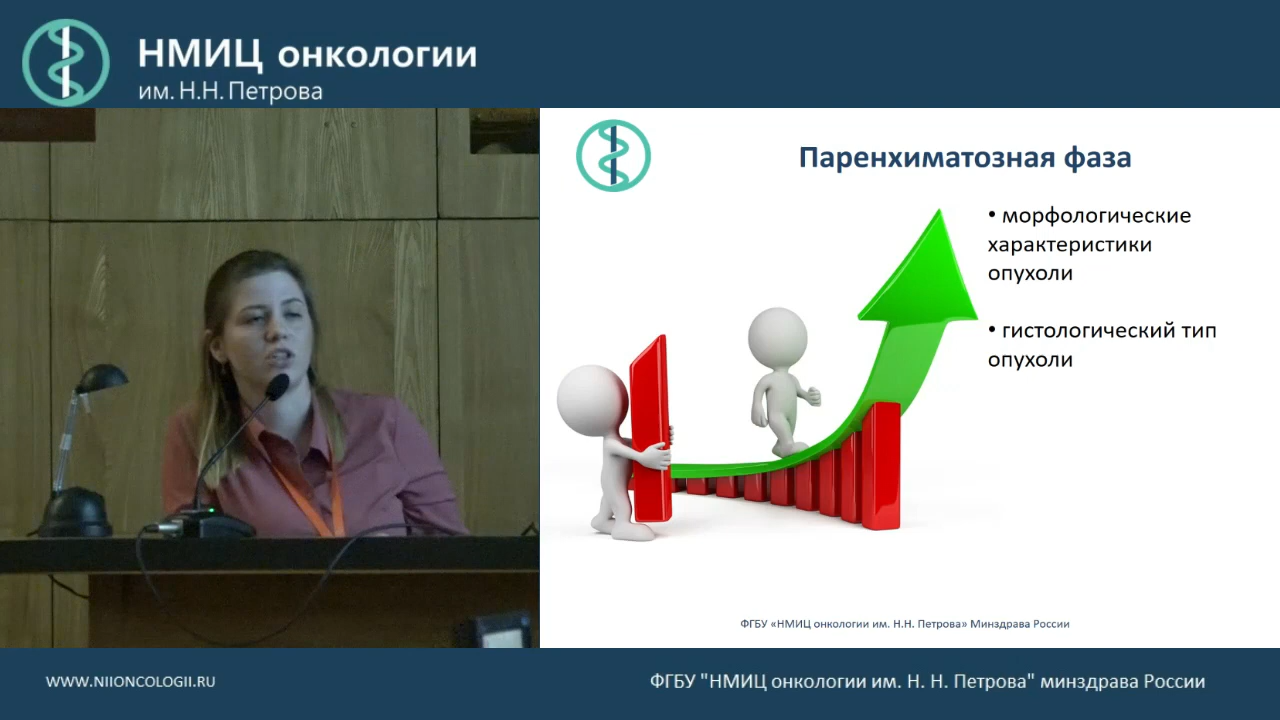 НМИЦ онкологии
им. Н.Н. Петрова
Паренхиматозная фаза
• морфологические
характеристики
опухоли
• гистологический тип
опухоли
ФГБУ «НМИЦ онкологии им. Н.Н. Петрова» Минздрава России
WWW.NIIONCOLOGII.RU
ФГБУ "НМИЦ онкологии им. Н. Н. Петрова" минздрава России